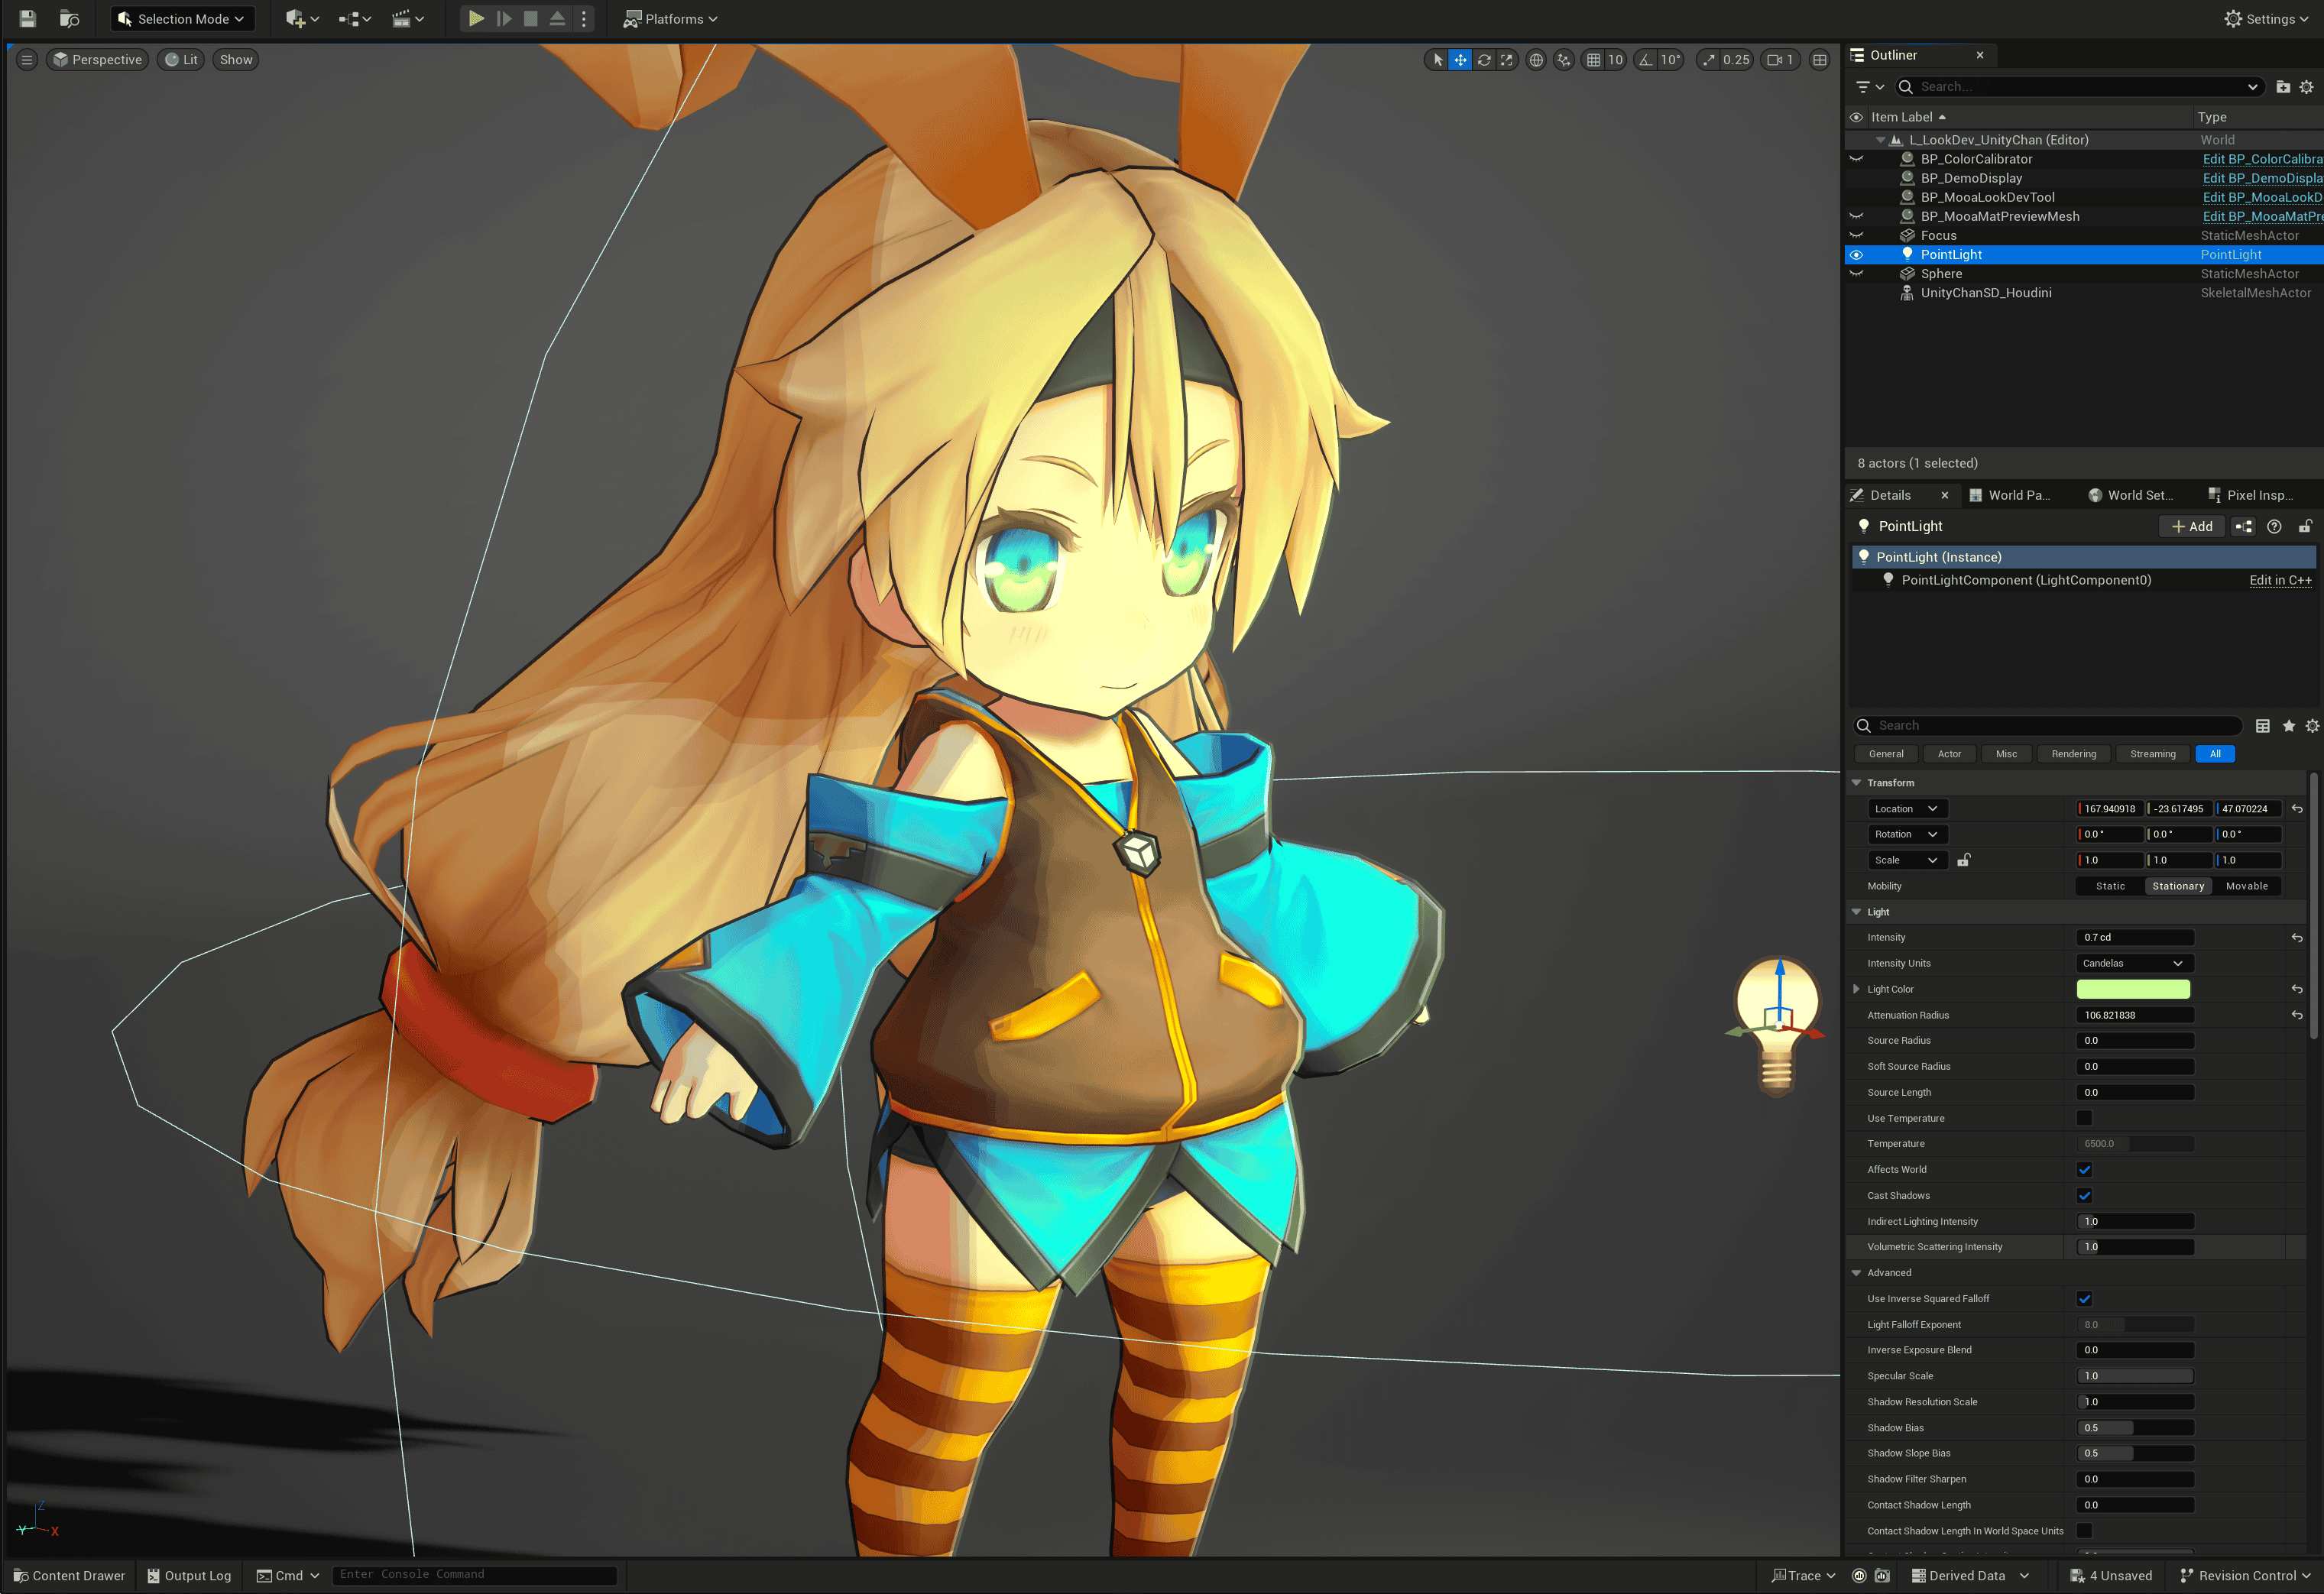 Selection Mode
Platforms
Settings
Perspective
Lit
Show
10
10°
0.25
1
Outliner
Search...
Item Label
Type
L_LookDev_UnityChan (Editor)
World
BP_ColorCalibrator
Edit BP_ColorCalibra
BP_DemoDisplay
Edit BP_DemoDispla
BP_MooaLookDevTool
Edit BP_MooaLookD
BP_MooaMatPreviewMesh
Edit BP_MooaMatPre
Focus
StaticMeshActor
PointLight
PointLight
Sphere
StaticMeshActor
UnityChanSD_Houdini
SkeletalMeshActor
8 actors (1 selected)
Details
World Pa...
World Set...
Pixel Insp...
PointLight
Add
PointLight (Instance)
PointLightComponent (LightComponent0)
Edit in C++
Search
General
Actor
Misc
Rendering
Streaming
All
Transform
Location
167.940918
-23.617495
47.070224
Rotation
0.0 °
0.0 °
0.0 °
Scale
1.0
1.0
1.0
Mobility
Static
Stationary
Movable
Light
Intensity
0.7 cd
Intensity Units
Candelas
Light Color
Attenuation Radius
106.821838
Source Radius
0.0
Soft Source Radius
0.0
Source Length
0.0
Use Temperature
Temperature
6500.0
Affects World
Cast Shadows
Indirect Lighting Intensity
1.0
Volumetric Scattering Intensity
1.0
Advanced
Use Inverse Squared Falloff
Light Falloff Exponent
8.0
Inverse Exposure Blend
0.0
Specular Scale
1.0
Shadow Resolution Scale
1.0
Shadow Bias
0.5
Shadow Slope Bias
0.5
Shadow Filter Sharpen
0.0
Contact Shadow Length
0.0
Contact Shadow Length In World Space Units
Z
Y
X
Content Drawer
Output Log
Cmd
Enter Console Command
Trace
Derived Data
4 Unsaved
Revision Control